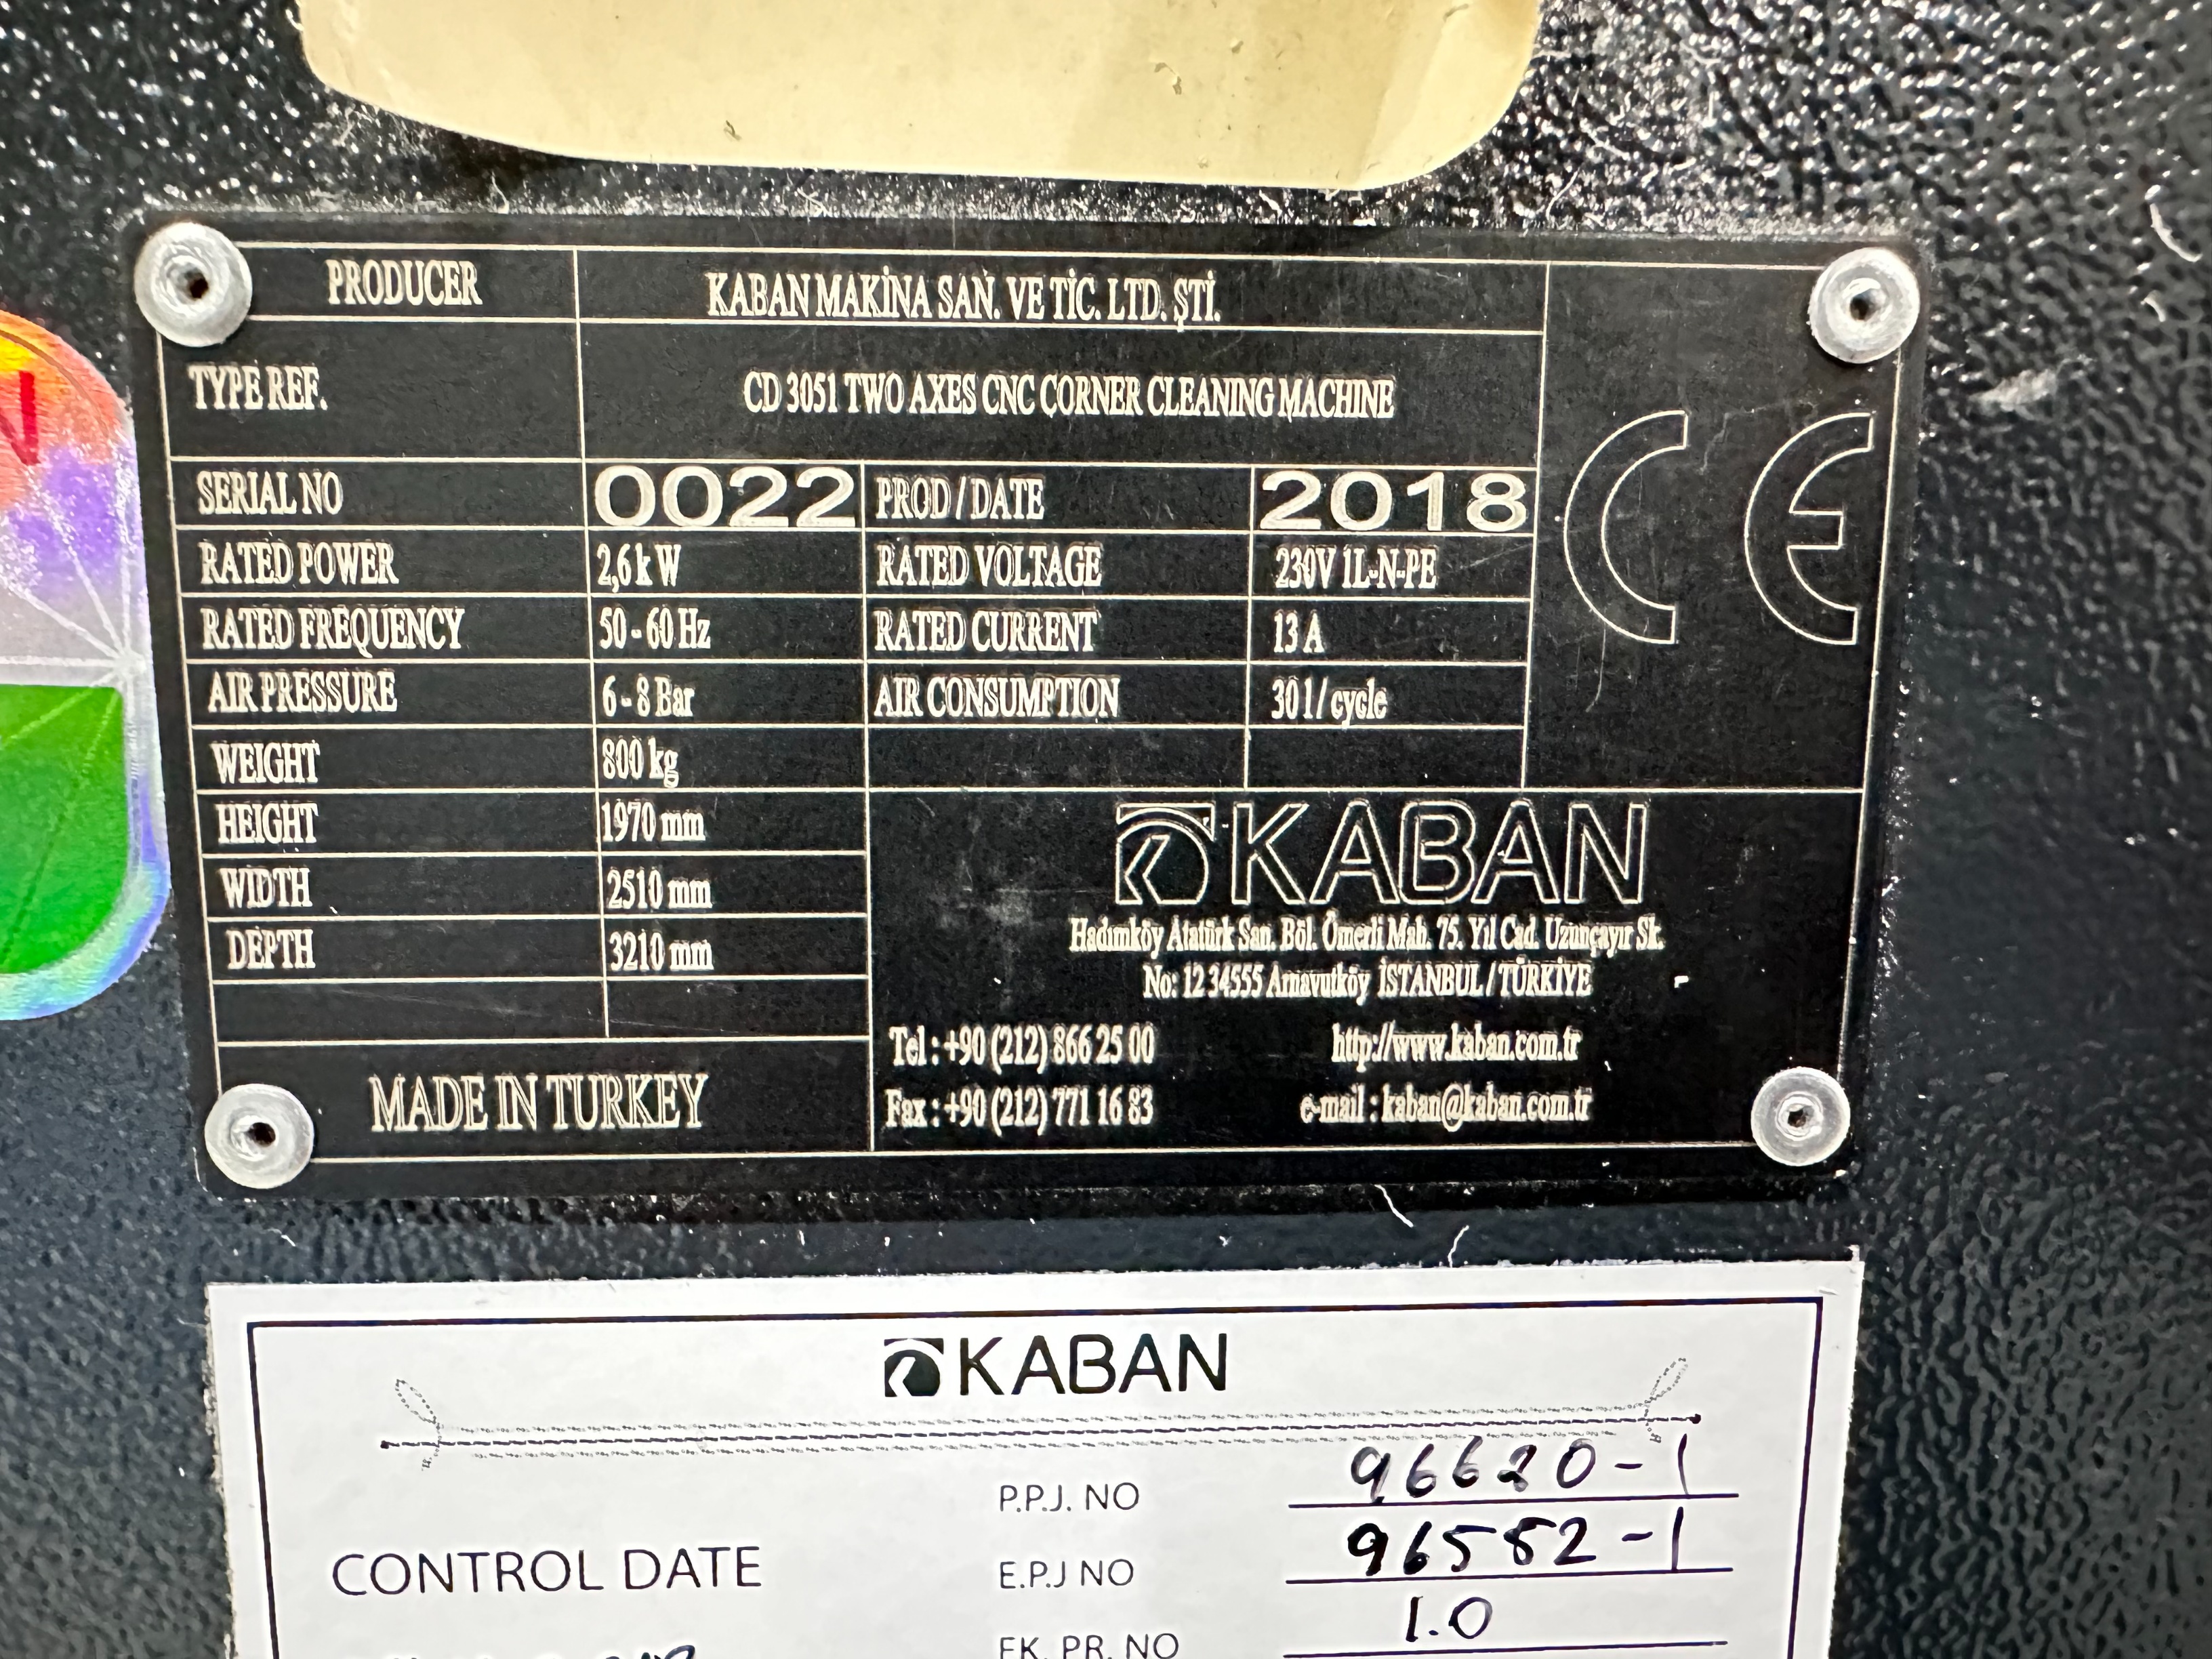 N
PRODUCER KABAN MAKİNA SAN. VE TİC. LTD. ŞTİ.
TYPE REF. CD 3051 TWO AXES CNC CORNER CLEANING MACHINE
CE
SERIAL NO 0022 PROD / DATE 2018
RATED POWER 2,6 kW RATED VOLTAGE 230V 1L-N-PE
RATED FREQUENCY 50 - 60 Hz RATED CURRENT 13 A
AIR PRESSURE 6 - 8 Bar AIR CONSUMPTION 30 l / cycle
WEIGHT 800 kg
HEIGHT 1970 mm
WIDTH 2510 mm
DEPTH 3210 mm
MADE IN TURKEY
KABAN
Hadımköy Atatürk San. Böl. Ömerli Mah. 75. Yıl Cad. Uzunçayır Sk.
No: 12 34555 Arnavutköy İSTANBUL / TÜRKİYE
Tel : +90 (212) 866 25 00 http://www.kaban.com.tr
Fax : +90 (212) 771 16 83 e-mail : kaban@kaban.com.tr
KABAN
P.P.J. NO 96620-1
CONTROL DATE
E.P.J NO 96552-1
FK. PR. NO 1.0